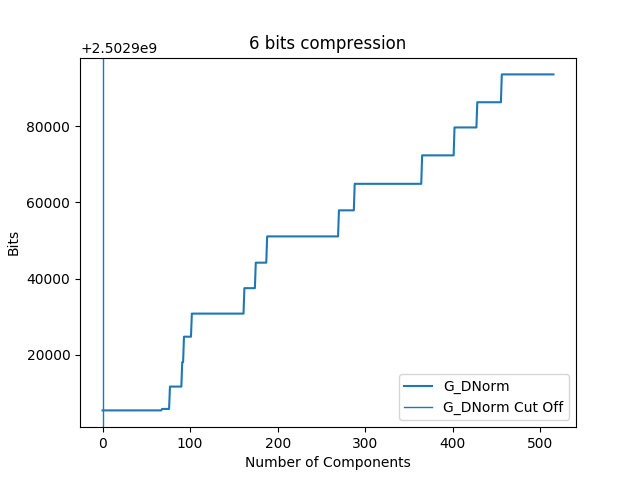 6 bits compression
+2.5029e9
80000
60000
40000
20000
Bits
0 100 200 300 400 500
Number of Components
G_DNorm
G_DNorm Cut Off